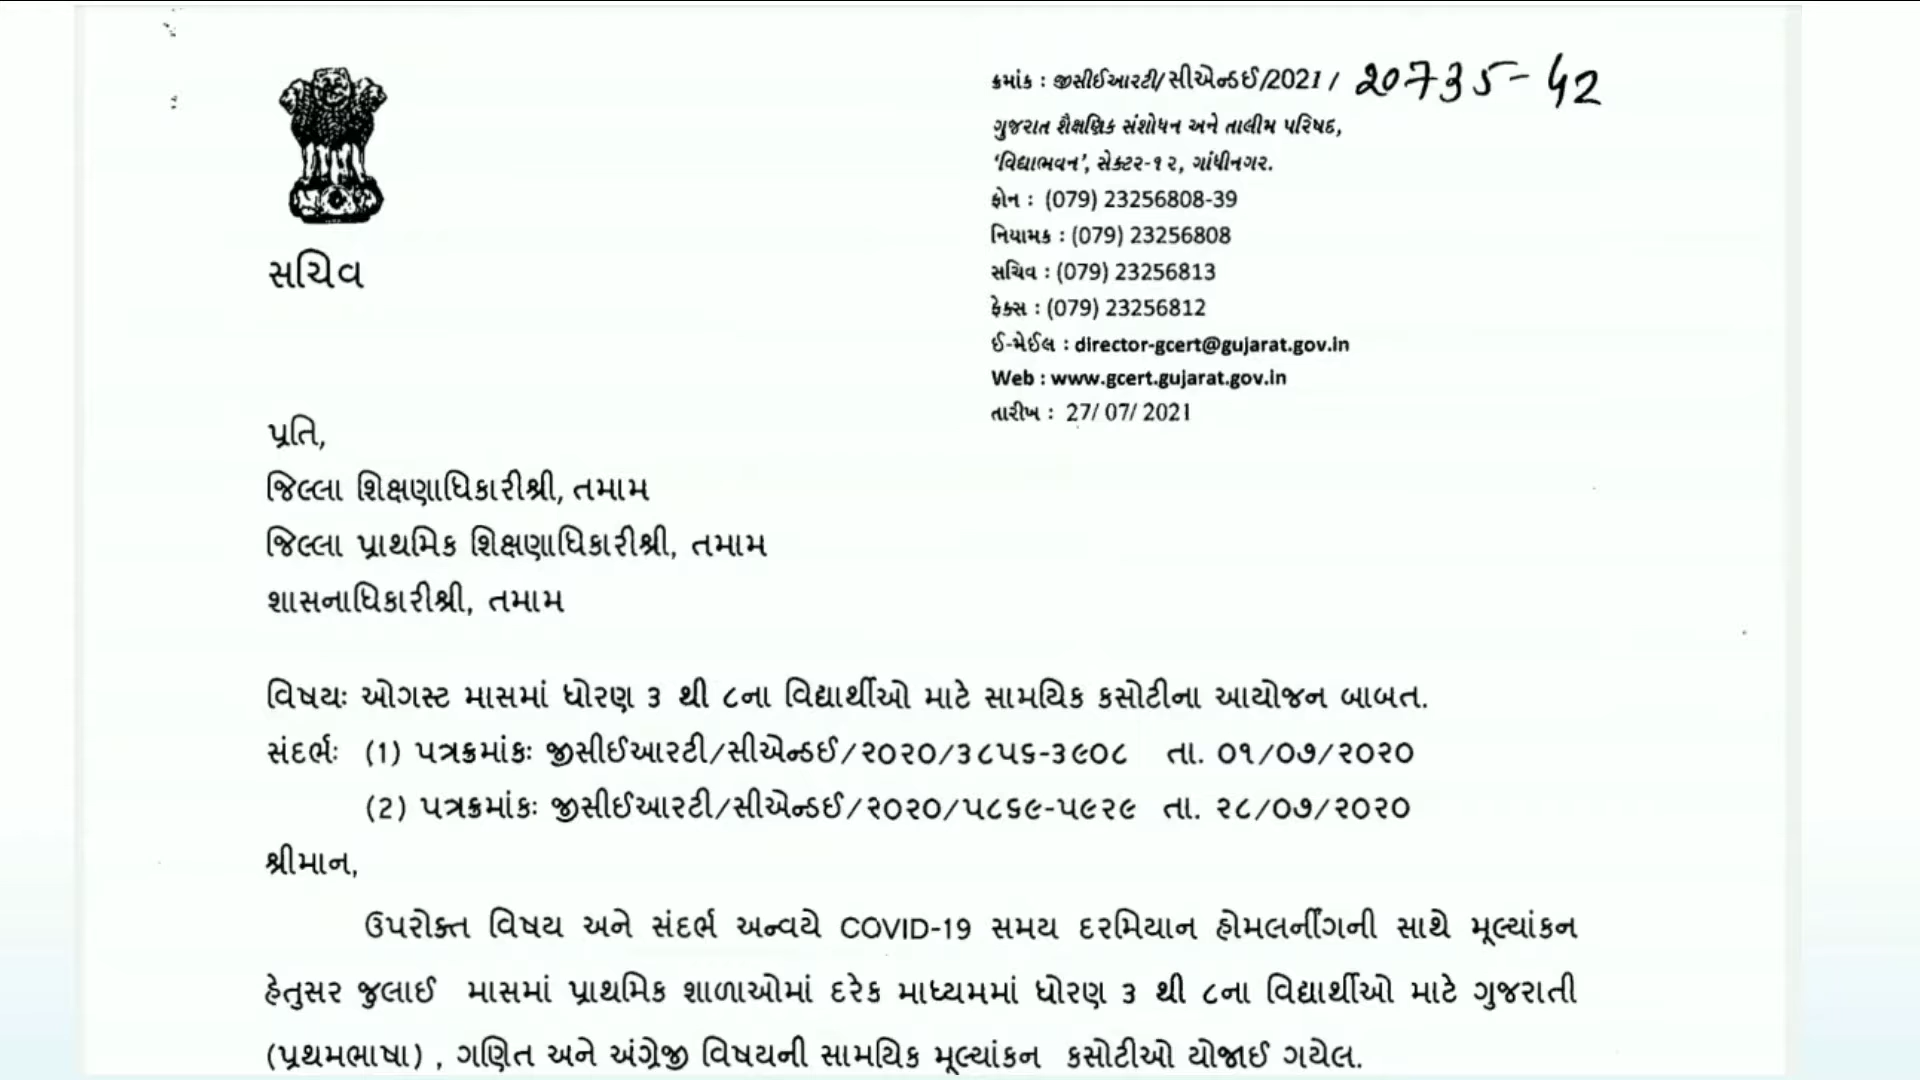 ક્રમાંક : જીસીઈઆરટી/સીએન્ડઈ/2021 / 20735-42
ગુજરાત શૈક્ષણિક સંશોધન અને તાલીમ પરિષદ,
'વિદ્યાભવન', સેક્ટર-૧૨, ગાંધીનગર.
ફોન : (079) 23256808-39
નિયામક : (079) 23256808
સચિવ : (079) 23256813
ફેક્સ : (079) 23256812
ઈ-મેઈલ : director-gcert@gujarat.gov.in
Web : www.gcert.gujarat.gov.in
તારીખ : 27/ 07/ 2021
સચિવ
પ્રતિ,
જિલ્લા શિક્ષણાધિકારીશ્રી, તમામ
જિલ્લા પ્રાથમિક શિક્ષણાધિકારીશ્રી, તમામ
શાસનાધિકારીશ્રી, તમામ
વિષયઃ ઓગસ્ટ માસમાં ધોરણ ૩ થી ૮ના વિદ્યાર્થીઓ માટે સામયિક કસોટીના આયોજન બાબત.
સંદર્ભઃ (1) પત્રક્રમાંકઃ જીસીઈઆરટી/સીએન્ડઈ/૨૦૨૦/૩૮૫૬-૩૯૦૮ તા. ૦૧/૦૭/૨૦૨૦
(2) પત્રક્રમાંકઃ જીસીઈઆરટી/સીએન્ડઈ/૨૦૨૦/૫૮૬૯-૫૯૨૯ તા. ૨૮/૦૭/૨૦૨૦
શ્રીમાન,
ઉપરોક્ત વિષય અને સંદર્ભ અન્વયે COVID-19 સમય દરમિયાન હોમલર્નીંગની સાથે મૂલ્યાંકન
હેતુસર જુલાઈ માસમાં પ્રાથમિક શાળાઓમાં દરેક માધ્યમમાં ધોરણ ૩ થી ૮ના વિદ્યાર્થીઓ માટે ગુજરાતી
(પ્રથમભાષા) , ગણિત અને અંગ્રેજી વિષયની સામયિક મૂલ્યાંકન કસોટીઓ યોજાઈ ગયેલ.